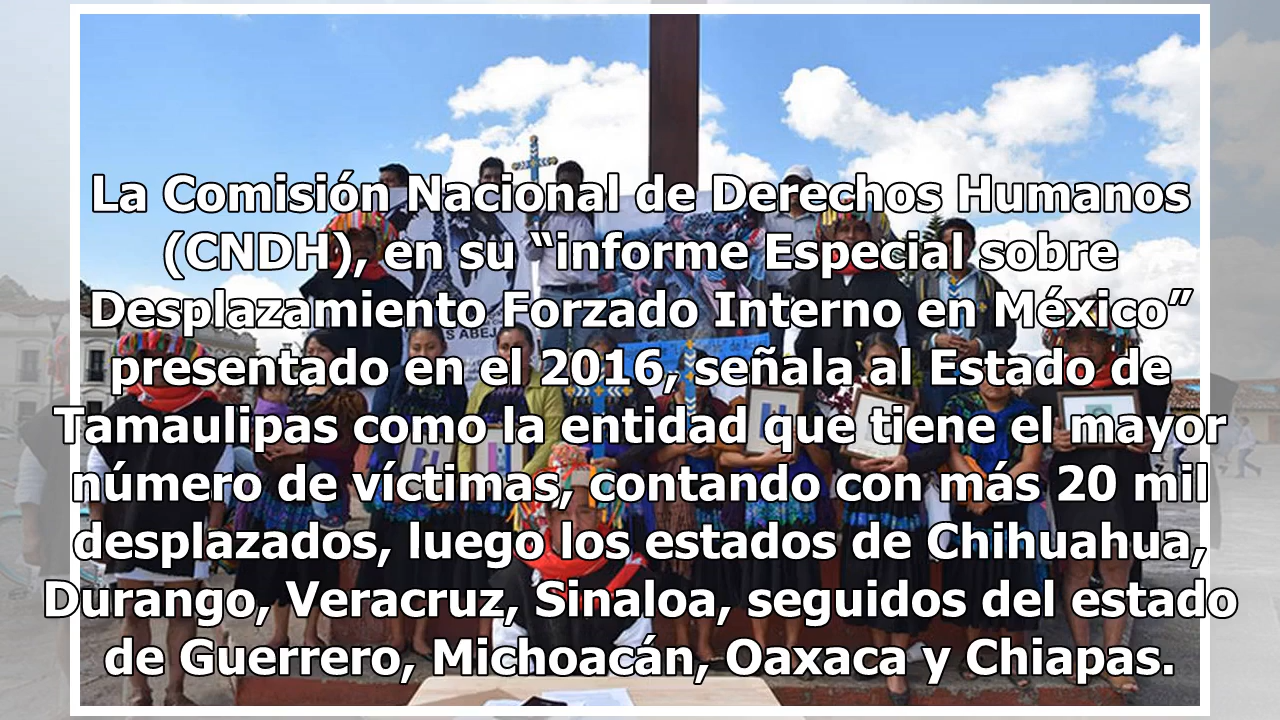 La Comisión Nacional de Derechos Humanos
(CNDH), en su “informe Especial sobre
Desplazamiento Forzado Interno en México”
presentado en el 2016, señala al Estado de
Tamaulipas como la entidad que tiene el mayor
número de víctimas, contando con más 20 mil
desplazados, luego los estados de Chihuahua,
Durango, Veracruz, Sinaloa, seguidos del estado
de Guerrero, Michoacán, Oaxaca y Chiapas.
ABEJ